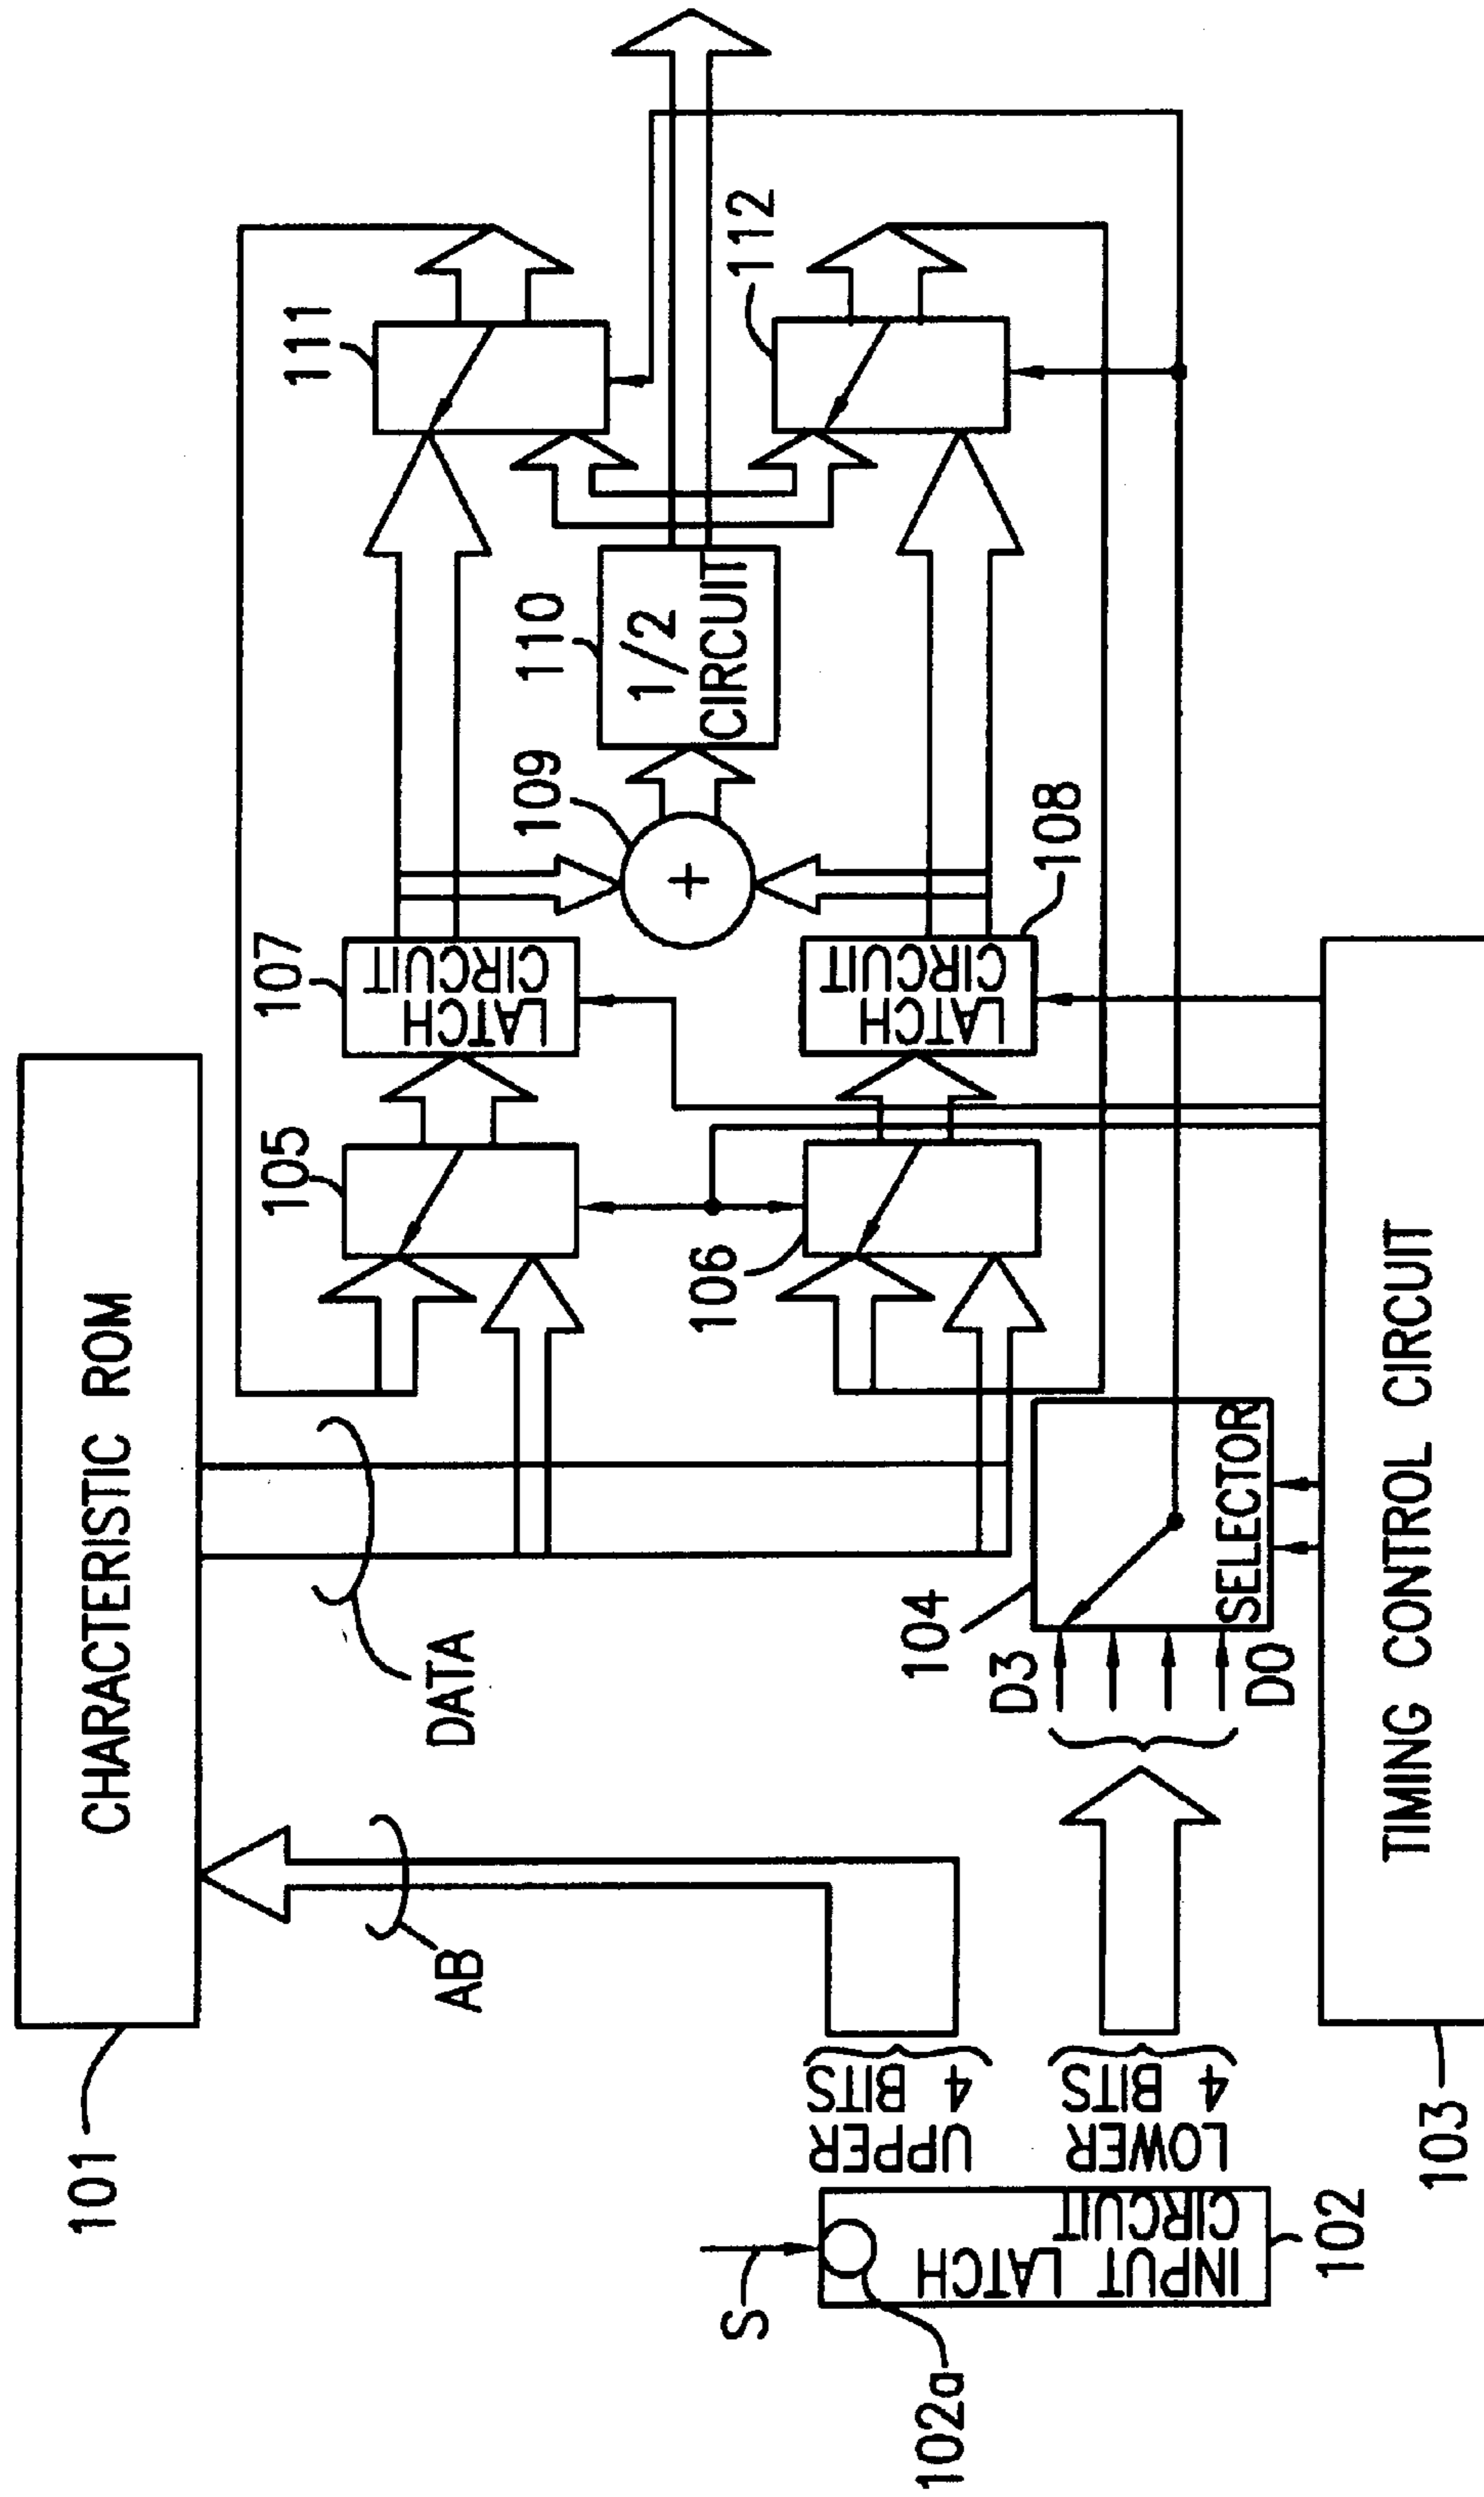 101
CHARACTERISTIC ROM
AB
DATA
105
107
LATCH
CIRCUIT
111
109
110
1/2
CIRCUIT
112
106
LATCH
CIRCUIT
108
S
102a
INPUT LATCH
CIRCUIT
102
UPPER
4 BITS
LOWER
4 BITS
D3
D0
104
SELECTOR
103
TIMING CONTROL CIRCUIT